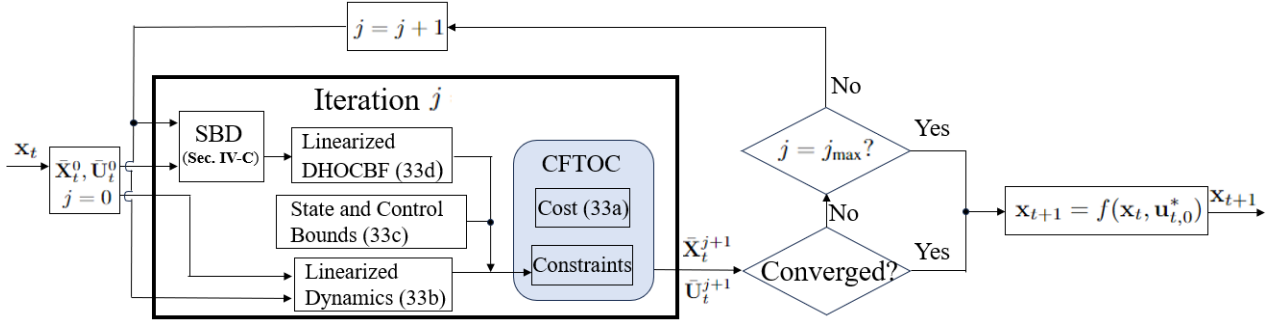 j = j + 1
Iteration j
x_t
X̄_t^0, Ū_t^0
j = 0
SBD
(Sec. IV-C)
Linearized
DHOCBF (33d)
State and Control
Bounds (33c)
Linearized
Dynamics (33b)
CFTOC
Cost (33a)
Constraints
X̄_t^{j+1}
Ū_t^{j+1}
Converged?
No
Yes
j = j_max?
No
Yes
x_{t+1} = f(x_t, u*_{t,0})
x_{t+1}